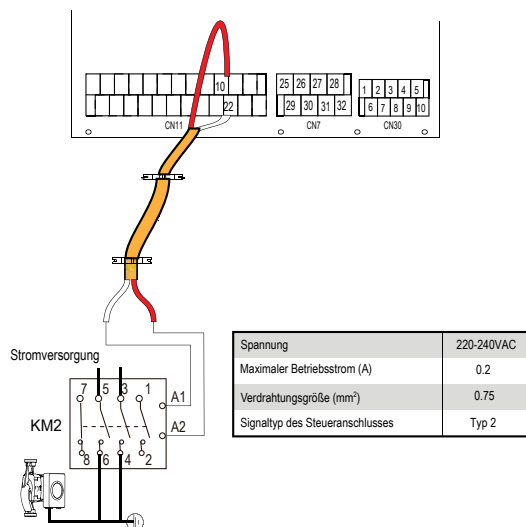 10
22
CN11
25 26 27 28
29 30 31 32
CN7
1 2 3 4 5
6 7 8 9 10
CN30
Stromversorgung
7 5 3 1
A1
KM2
A2
8 6 4 2
Spannung 220-240VAC
Maximaler Betriebsstrom (A) 0.2
Verdrahtungsgröße (mm²) 0.75
Signaltyp des Steueranschlusses Typ 2